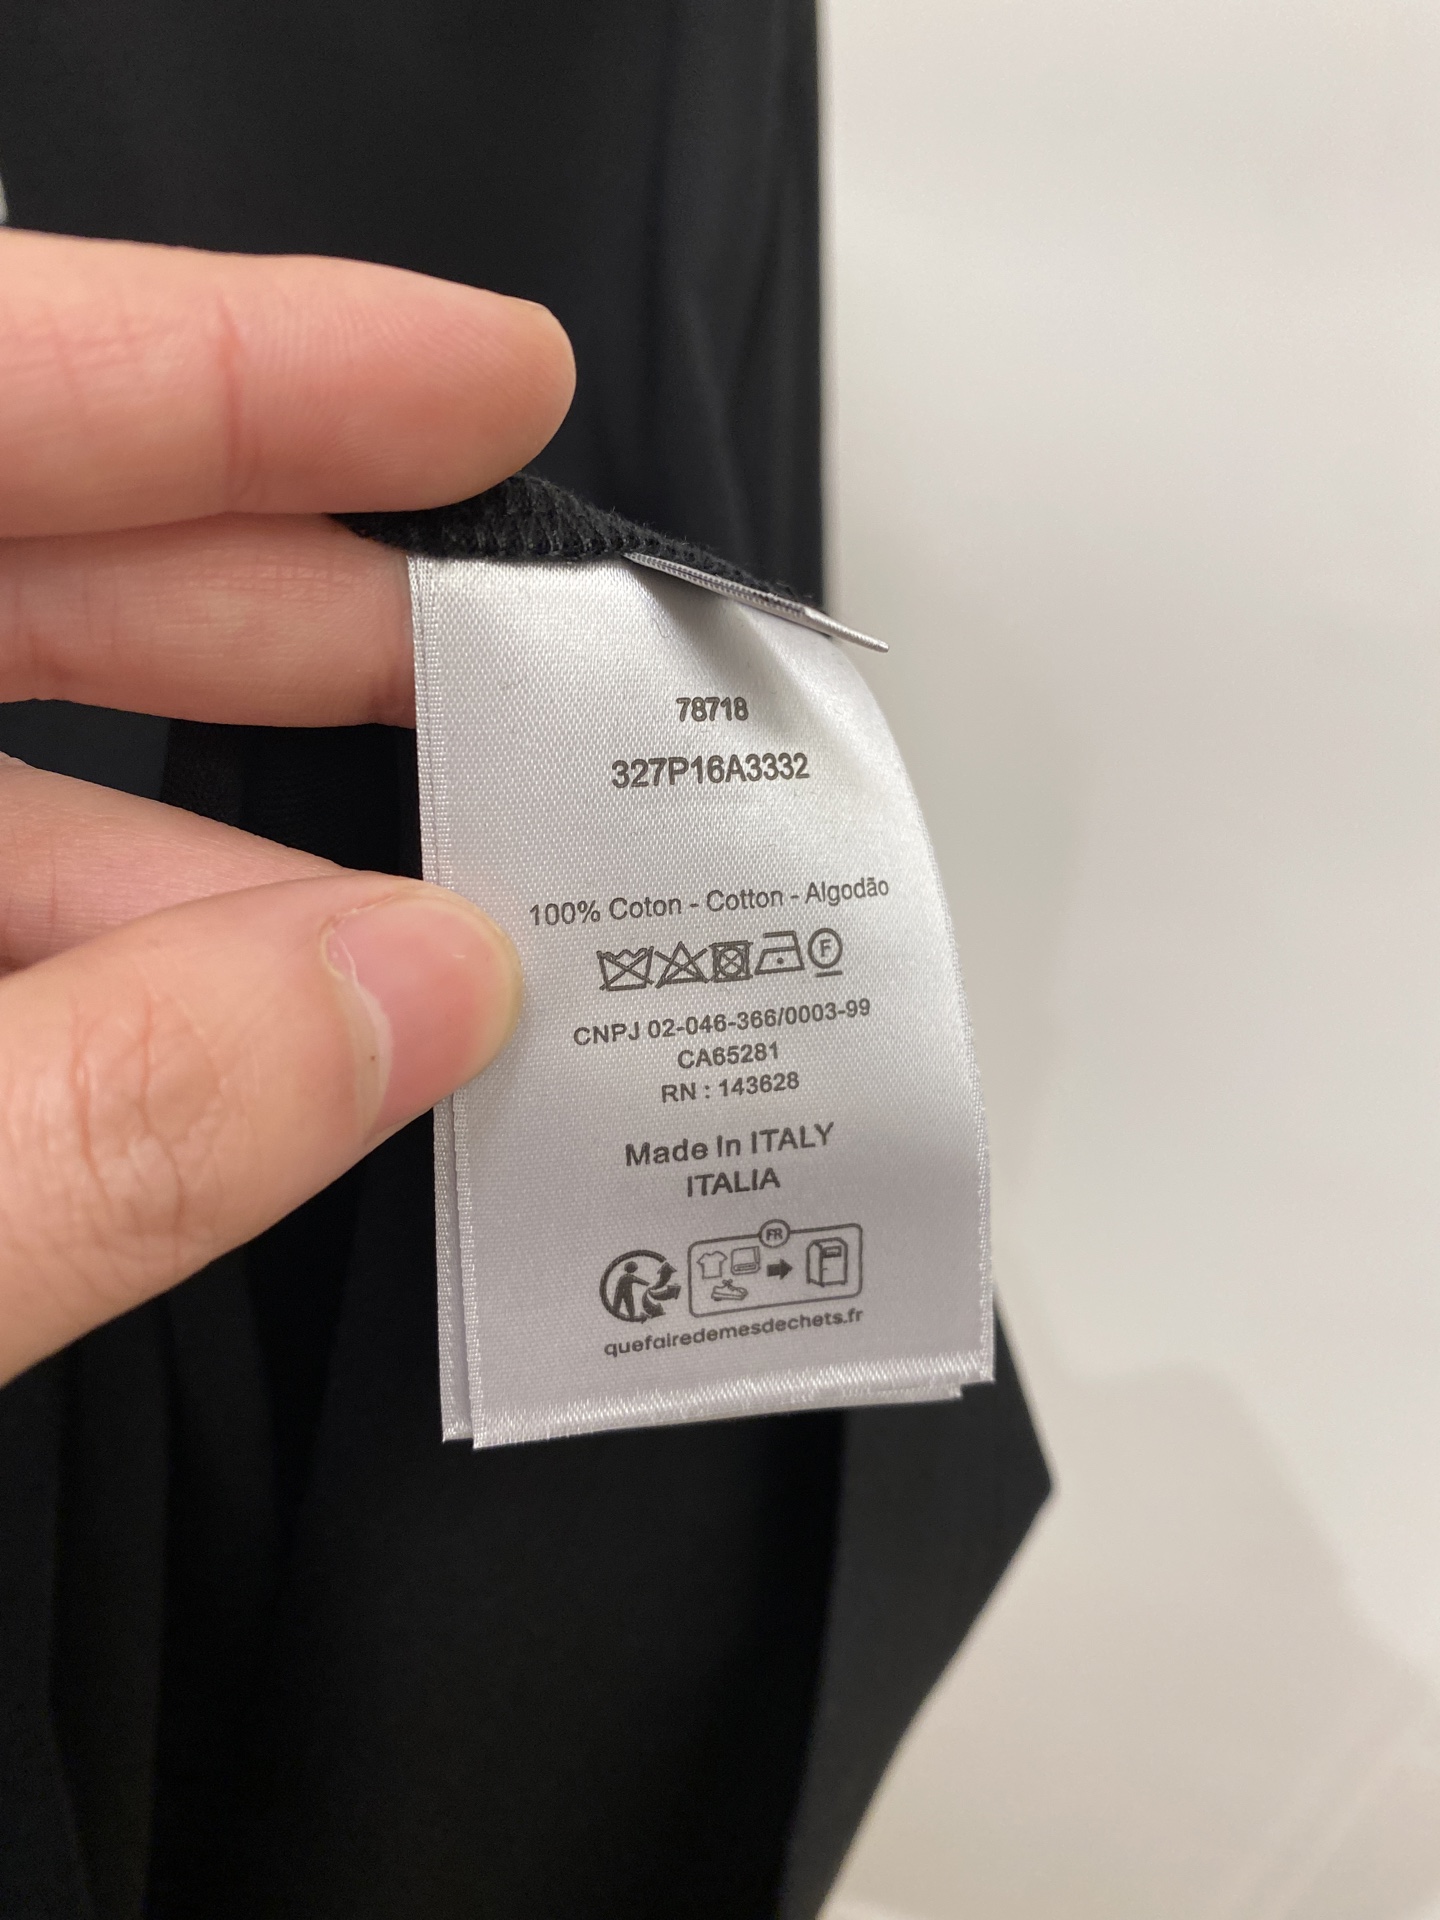 78718
327P16A3332
100% Coton - Cotton - Algodão
F
CNPJ 02-046-366/0003-99
CA65281
RN : 143628
Made In ITALY
ITALIA
FR
quefairedemesdechets.fr